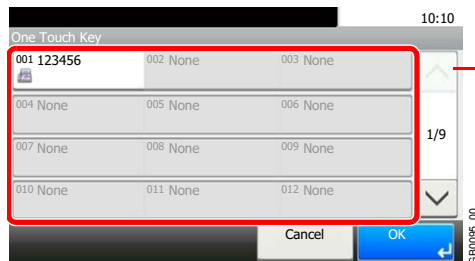 10:10
One Touch Key
001 123456 002 None 003 None
004 None 005 None 006 None
1/9
007 None 008 None 009 None
010 None 011 None 012 None
Cancel OK
GB0095_00